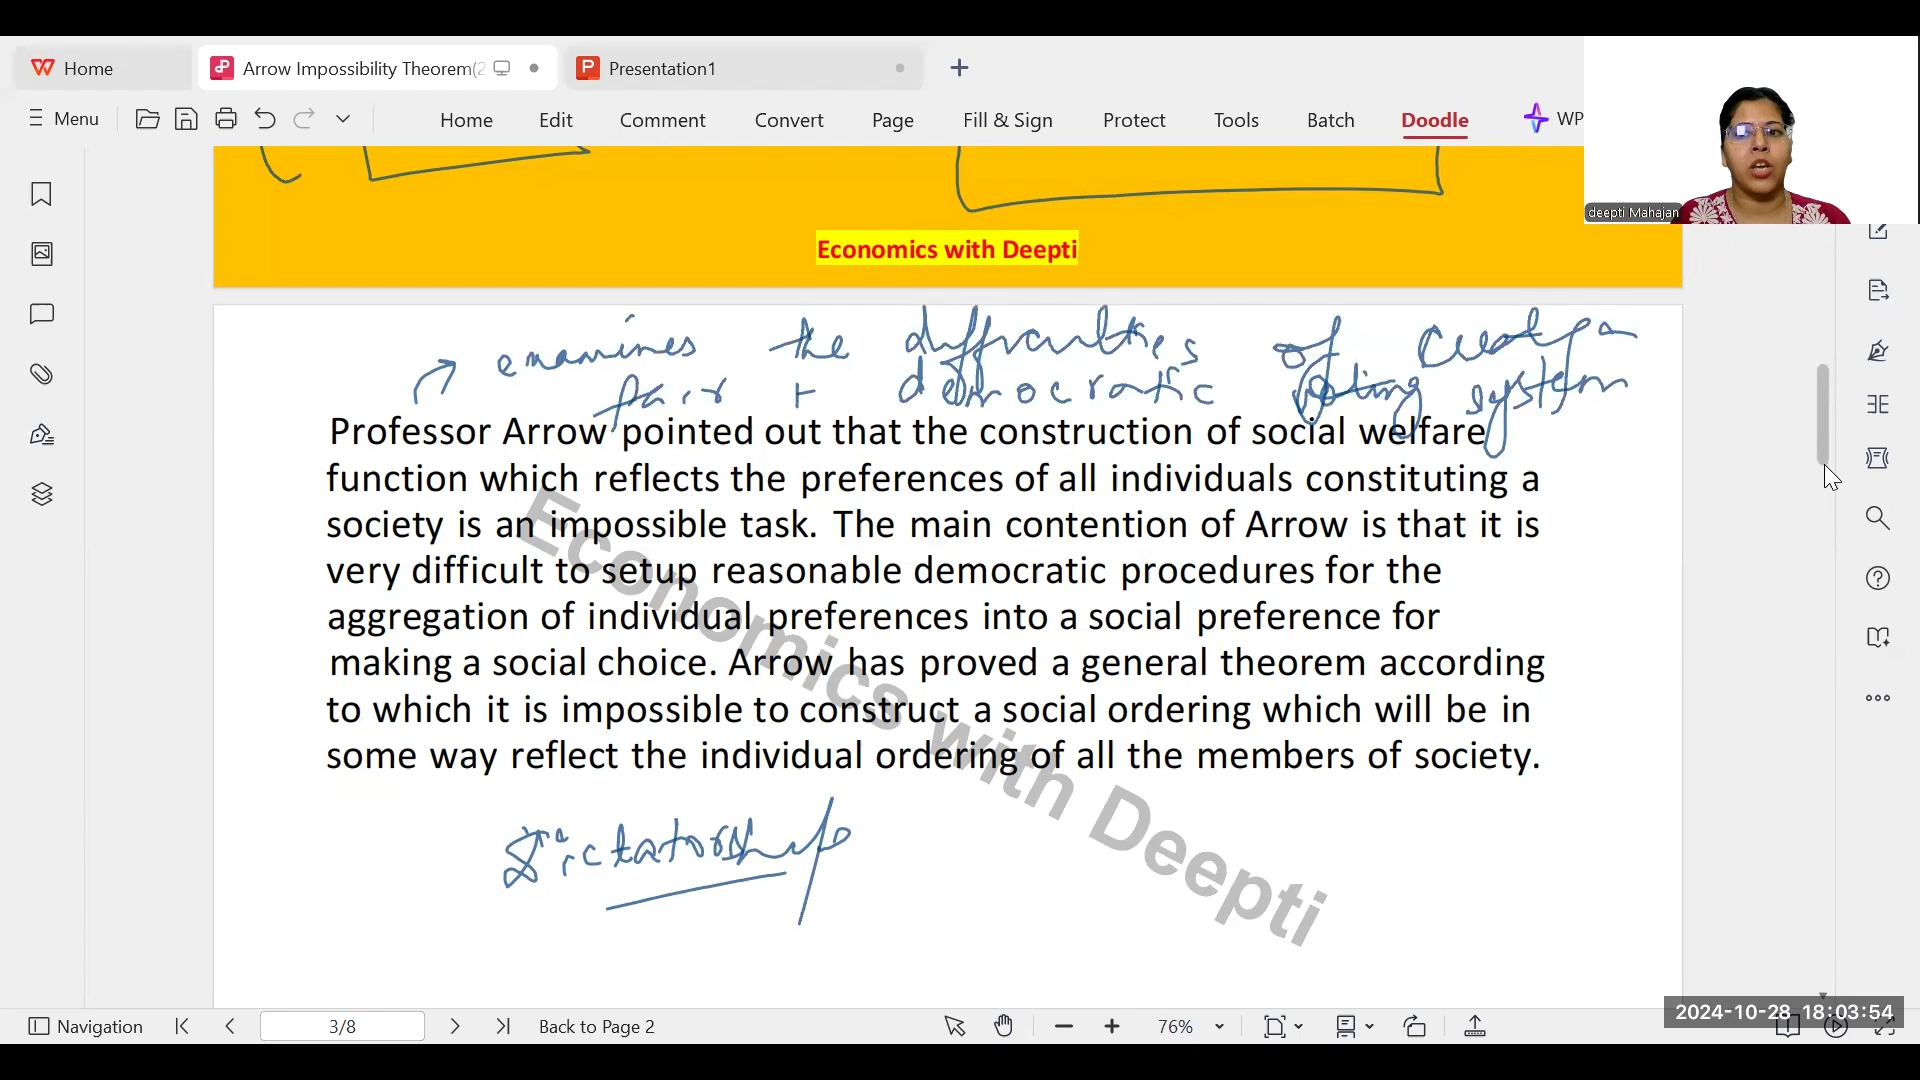 Home
Arrow Impossibility Theorem(2
Presentation1
Menu
Home Edit Comment Convert Page Fill & Sign Protect Tools Batch Doodle WP
deepti Mahajan
Economics with Deepti
examines the difficulties of
fair + democratic voting system
Professor Arrow pointed out that the construction of social welfare
function which reflects the preferences of all individuals constituting a
society is an impossible task. The main contention of Arrow is that it is
very difficult to setup reasonable democratic procedures for the
aggregation of individual preferences into a social preference for
making a social choice. Arrow has proved a general theorem according
to which it is impossible to construct a social ordering which will be in
some way reflect the individual ordering of all the members of society.
Economics with Deepti
Dictatorship
2024-10-28 18:03:54
Navigation 3/8 Back to Page 2 76%